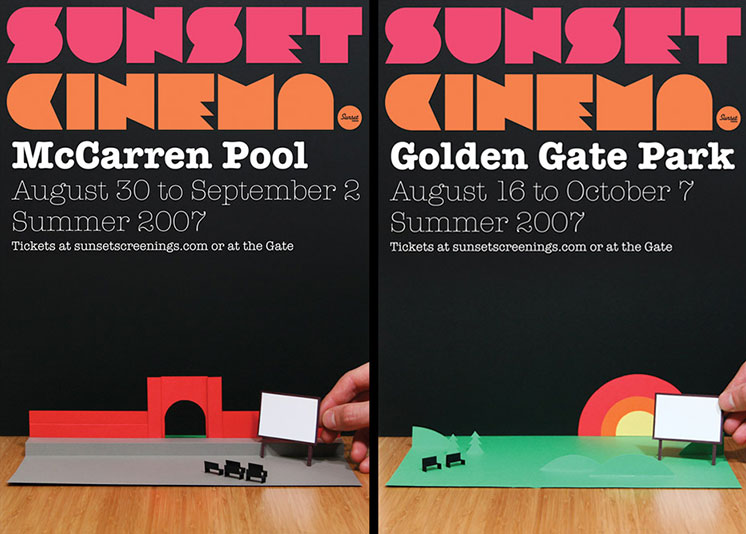 SUNSET
CINEMA.
Sunset
McCarren Pool
August 30 to September 2
Summer 2007
Tickets at sunsetscreenings.com or at the Gate
SUNSET
CINEMA.
Sunset
Golden Gate Park
August 16 to October 7
Summer 2007
Tickets at sunsetscreenings.com or at the Gate